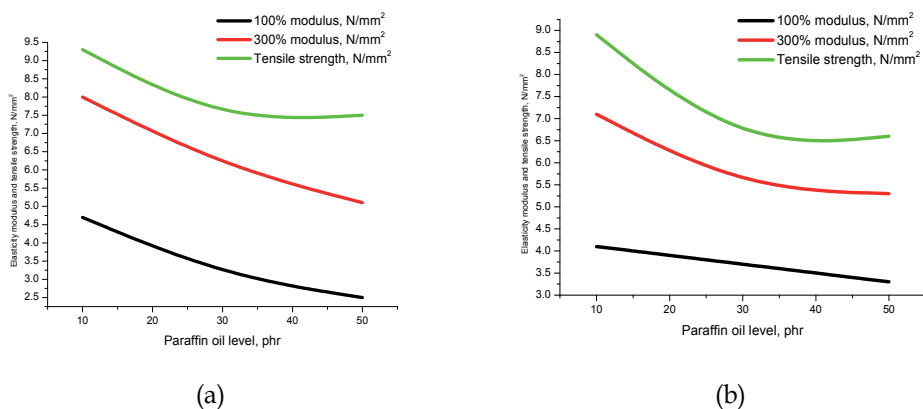 100% modulus, N/mm²
300% modulus, N/mm²
Tensile strength, N/mm²
9.5
9.0
8.5
8.0
7.5
7.0
6.5
6.0
5.5
5.0
4.5
4.0
3.5
3.0
2.5
Elasticity modulus and tensile strength, N/mm²
10 20 30 40 50
Paraffin oil level, phr
(a)
100% modulus, N/mm²
300% modulus, N/mm²
Tensile strength, N/mm²
9.0
8.5
8.0
7.5
7.0
6.5
6.0
5.5
5.0
4.5
4.0
3.5
3.0
Elasticity modulus and tensile strength, N/mm²
10 20 30 40 50
Paraffin oil level, phr
(b)